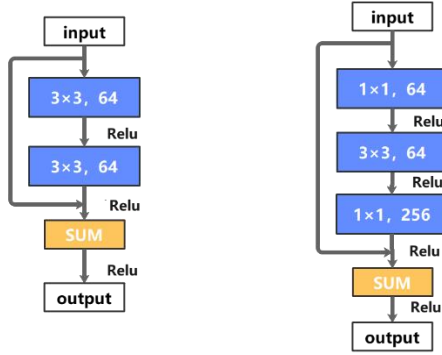 input
3×3, 64
Relu
3×3, 64
Relu
SUM
Relu
output
input
1×1, 64
Relu
3×3, 64
Relu
1×1, 256
Relu
SUM
Relu
output